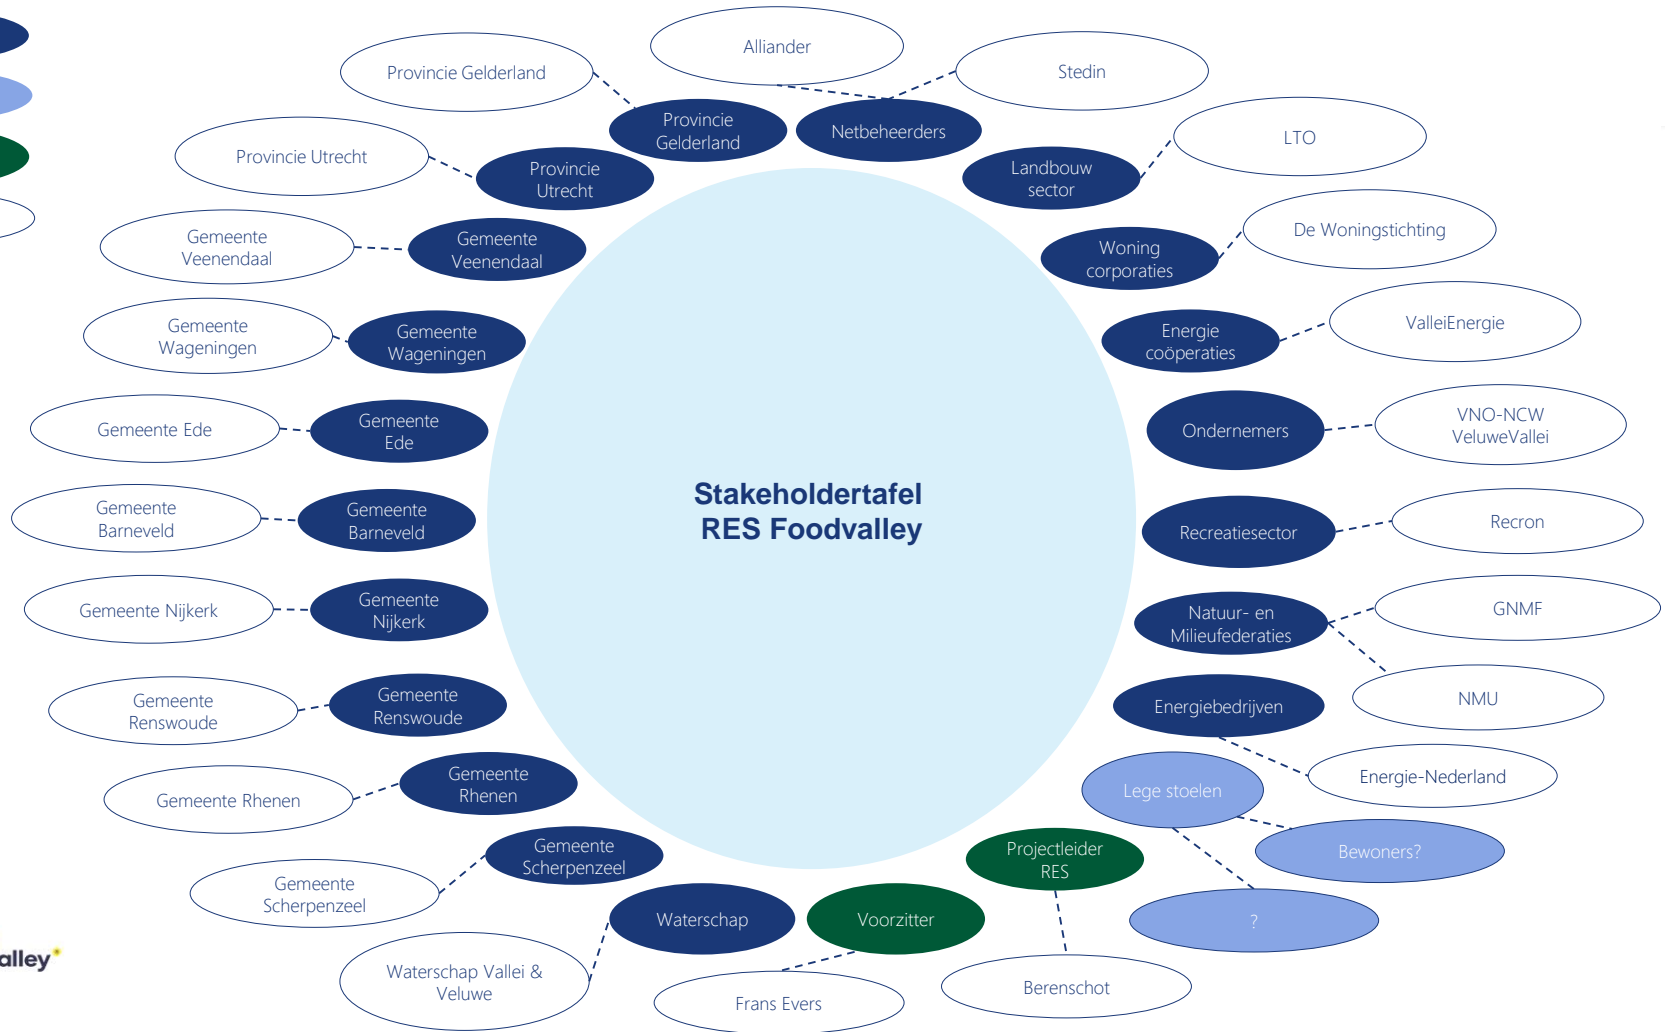 Alliander
Stedin
Provincie Gelderland
Provincie
Gelderland
Netbeheerders
LTO
Provincie Utrecht
Provincie
Utrecht
Landbouw
sector
Gemeente
Veenendaal
Gemeente
Veenendaal
Woning
corporaties
De Woningstichting
Gemeente
Wageningen
Gemeente
Wageningen
Energie
coöperaties
ValleiEnergie
Gemeente Ede
Gemeente
Ede
Ondernemers
VNO-NCW
VeluweVallei
Gemeente
Barneveld
Gemeente
Barneveld
Stakeholdertafel
RES Foodvalley
Recreatiesector
Recron
Gemeente Nijkerk
Gemeente
Nijkerk
Natuur- en
Milieufederaties
GNMF
NMU
Gemeente
Renswoude
Gemeente
Renswoude
Energiebedrijven
Energie-Nederland
Gemeente Rhenen
Gemeente
Rhenen
Lege stoelen
Bewoners?
?
Gemeente
Scherpenzeel
Gemeente
Scherpenzeel
Projectleider
RES
Waterschap
Voorzitter
Waterschap Vallei &
Veluwe
Frans Evers
Berenschot
alley